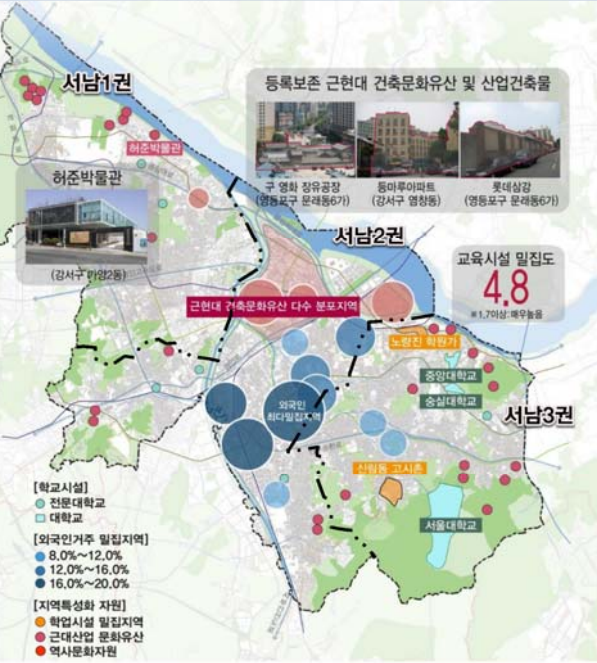 서남1권
등록보존 근현대 건축문화유산 및 산업건축물
허준박물관
허준박물관
(강서구 가양2동)
구 영화 장유공장
(영등포구 문래동6가)
등마루아파트
(강서구 염창동)
롯데삼강
(영등포구 문래동6가)
서남2권
교육시설 밀집도
4.8
※1.7이상:매우높음
근현대 건축문화유산 다수 분포지역
노량진 학원가
중앙대학교
숭실대학교
서남3권
외국인
최다밀집지역
신림동 고시촌
서울대학교
[학교시설]
전문대학교
대학교
[외국인거주 밀집지역]
8.0%~12.0%
12.0%~16.0%
16.0%~20.0%
[지역특성화 자원]
학업시설 밀집지역
근대산업 문화유산
역사문화자원